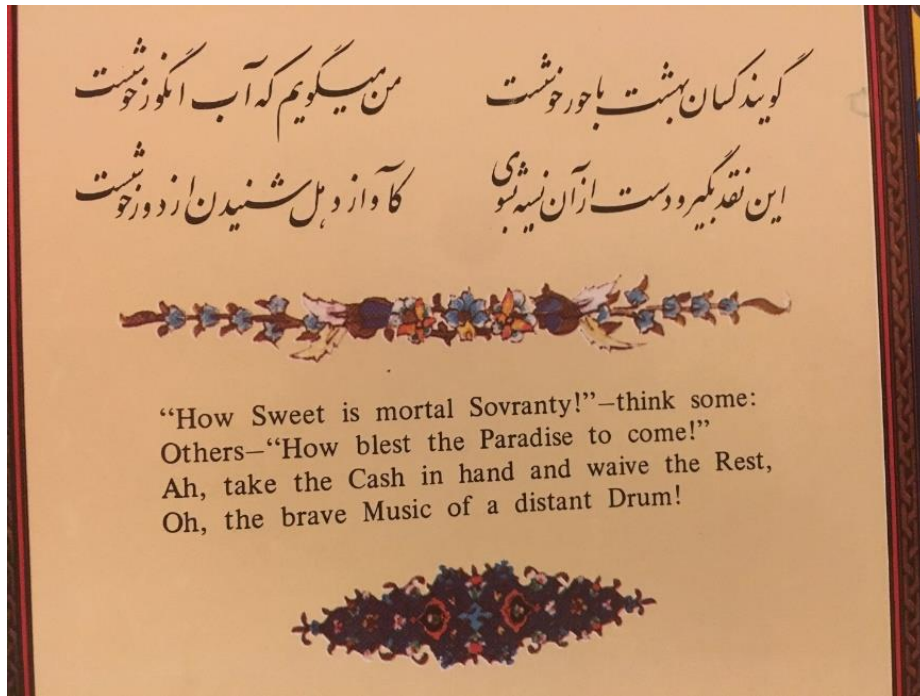 گویند کسان بهشت با حور خوشست
من میگویم که آب انگور خوشست
این نقد بگیر و دست از آن نسیه بشوی
کاواز دهل شنیدن از دور خوشست
“How Sweet is mortal Sovranty!”—think some:
Others—“How blest the Paradise to come!”
Ah, take the Cash in hand and waive the Rest,
Oh, the brave Music of a distant Drum!